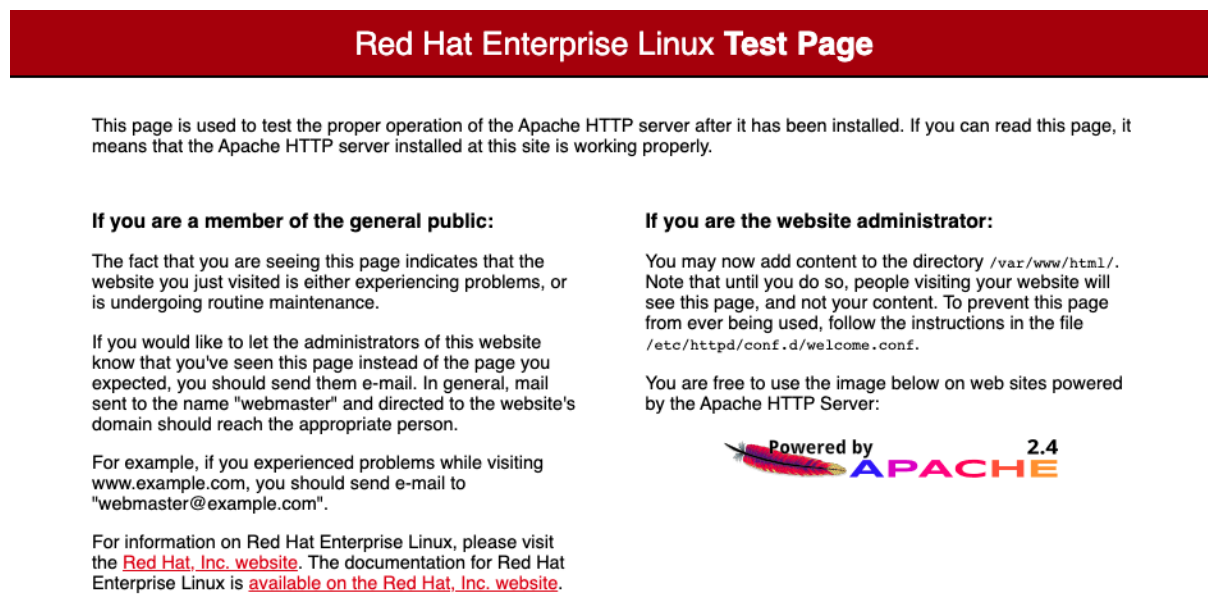 Red Hat Enterprise Linux Test Page
This page is used to test the proper operation of the Apache HTTP server after it has been installed. If you can read this page, it
means that the Apache HTTP server installed at this site is working properly.
If you are a member of the general public:
The fact that you are seeing this page indicates that the
website you just visited is either experiencing problems, or
is undergoing routine maintenance.
If you would like to let the administrators of this website
know that you've seen this page instead of the page you
expected, you should send them e-mail. In general, mail
sent to the name "webmaster" and directed to the website's
domain should reach the appropriate person.
For example, if you experienced problems while visiting
www.example.com, you should send e-mail to
"webmaster@example.com".
For information on Red Hat Enterprise Linux, please visit
the Red Hat, Inc. website. The documentation for Red Hat
Enterprise Linux is available on the Red Hat, Inc. website.
If you are the website administrator:
You may now add content to the directory /var/www/html/.
Note that until you do so, people visiting your website will
see this page, and not your content. To prevent this page
from ever being used, follow the instructions in the file
/etc/httpd/conf.d/welcome.conf.
You are free to use the image below on web sites powered
by the Apache HTTP Server:
Powered by 2.4
APACHE